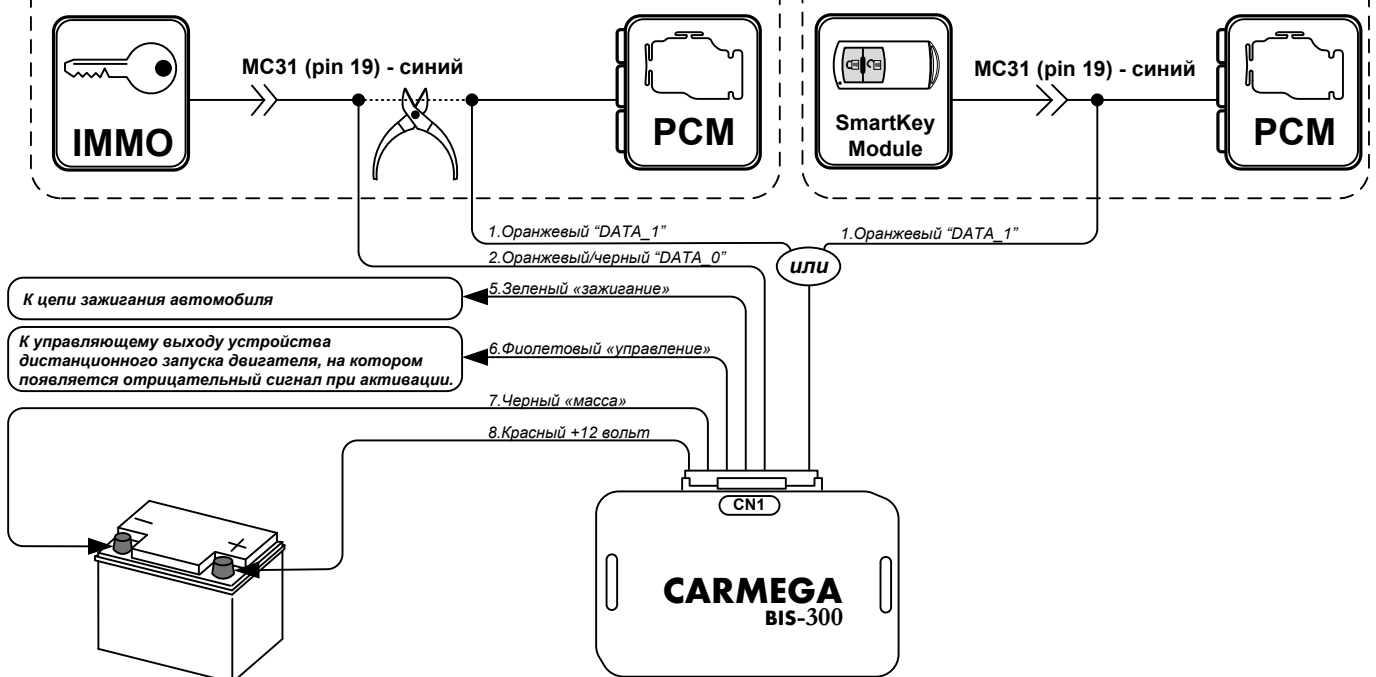 MC31 (pin 19) - синий
IMMO
PCM
MC31 (pin 19) - синий
SmartKey
Module
PCM
1.Оранжевый “DATA_1”
1.Оранжевый “DATA_1”
2.Оранжевый/черный “DATA_0”
или
К цепи зажигания автомобиля
5.Зеленый «зажигание»
К управляющему выходу устройства
дистанционного запуска двигателя, на котором
появляется отрицательный сигнал при активации.
6.Фиолетовый «управление»
7.Черный «масса»
8.Красный +12 вольт
CN1
CARMEGA
BIS-300